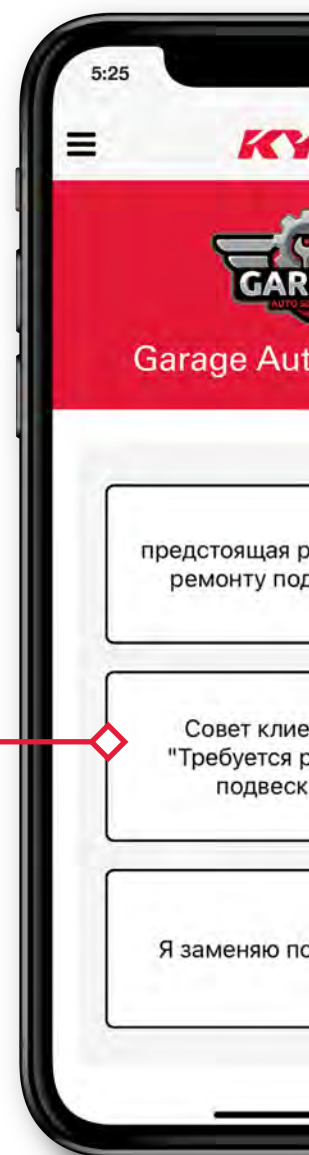 5:25
KY
GAR
AUTO S
Garage Aut
предстоящая р
ремонту под
Совет клие
"Требуется р
подвеск
Я заменяю по